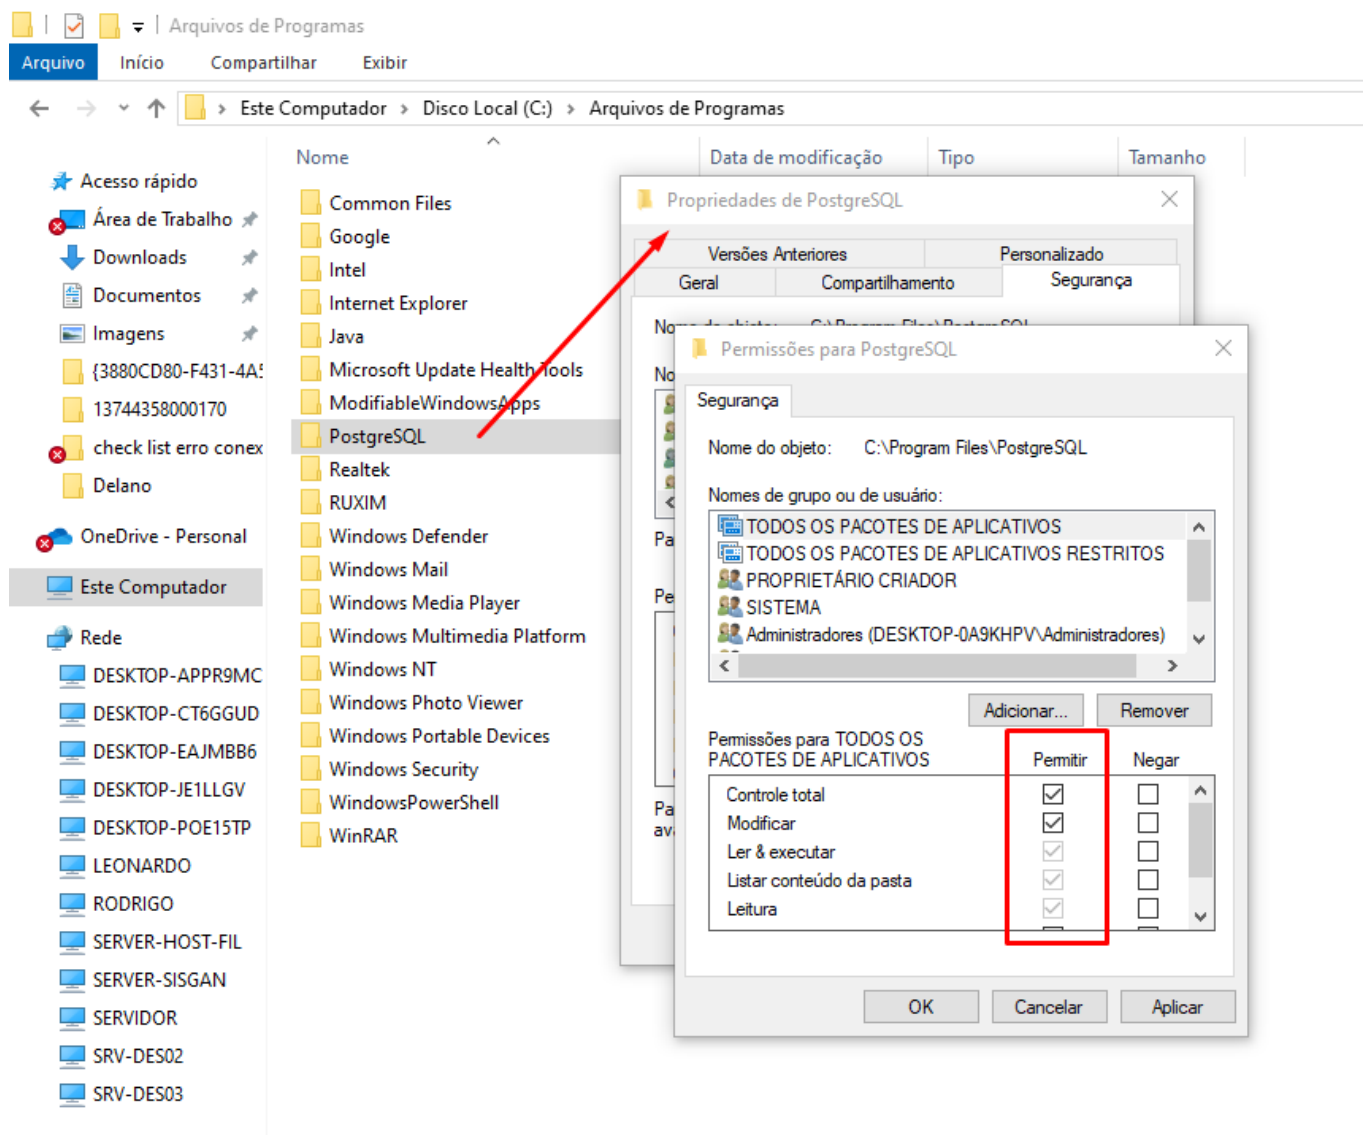 Arquivos de Programas
Arquivo Início Compartilhar Exibir
Este Computador Disco Local (C:) Arquivos de Programas
Nome Data de modificação Tipo Tamanho
Acesso rápido
Área de Trabalho
Downloads
Documentos
Imagens
{3880CD80-F431-4A5
13744358000170
check list erro conex
Delano
OneDrive - Personal
Este Computador
Rede
DESKTOP-APPR9MC
DESKTOP-CT6GGUD
DESKTOP-EAJMBB6
DESKTOP-JE1LLGV
DESKTOP-POE15TP
LEONARDO
RODRIGO
SERVER-HOST-FIL
SERVER-SISGAN
SERVIDOR
SRV-DES02
SRV-DES03
Common Files
Google
Intel
Internet Explorer
Java
Microsoft Update Health Tools
ModifiableWindowsApps
PostgreSQL
Realtek
RUXIM
Windows Defender
Windows Mail
Windows Media Player
Windows Multimedia Platform
Windows NT
Windows Photo Viewer
Windows Portable Devices
Windows Security
WindowsPowerShell
WinRAR
Propriedades de PostgreSQL
Versões Anteriores Personalizado
Geral Compartilhamento Segurança
Permissões para PostgreSQL
Segurança
Nome do objeto: C:\Program Files\PostgreSQL
Nomes de grupo ou de usuário:
TODOS OS PACOTES DE APLICATIVOS
TODOS OS PACOTES DE APLICATIVOS RESTRITOS
PROPRIETÁRIO CRIADOR
SISTEMA
Administradores (DESKTOP-0A9KHPV\Administradores)
Adicionar... Remover
Permissões para TODOS OS
PACOTES DE APLICATIVOS Permitir Negar
Controle total
Modificar
Ler & executar
Listar conteúdo da pasta
Leitura
OK Cancelar Aplicar